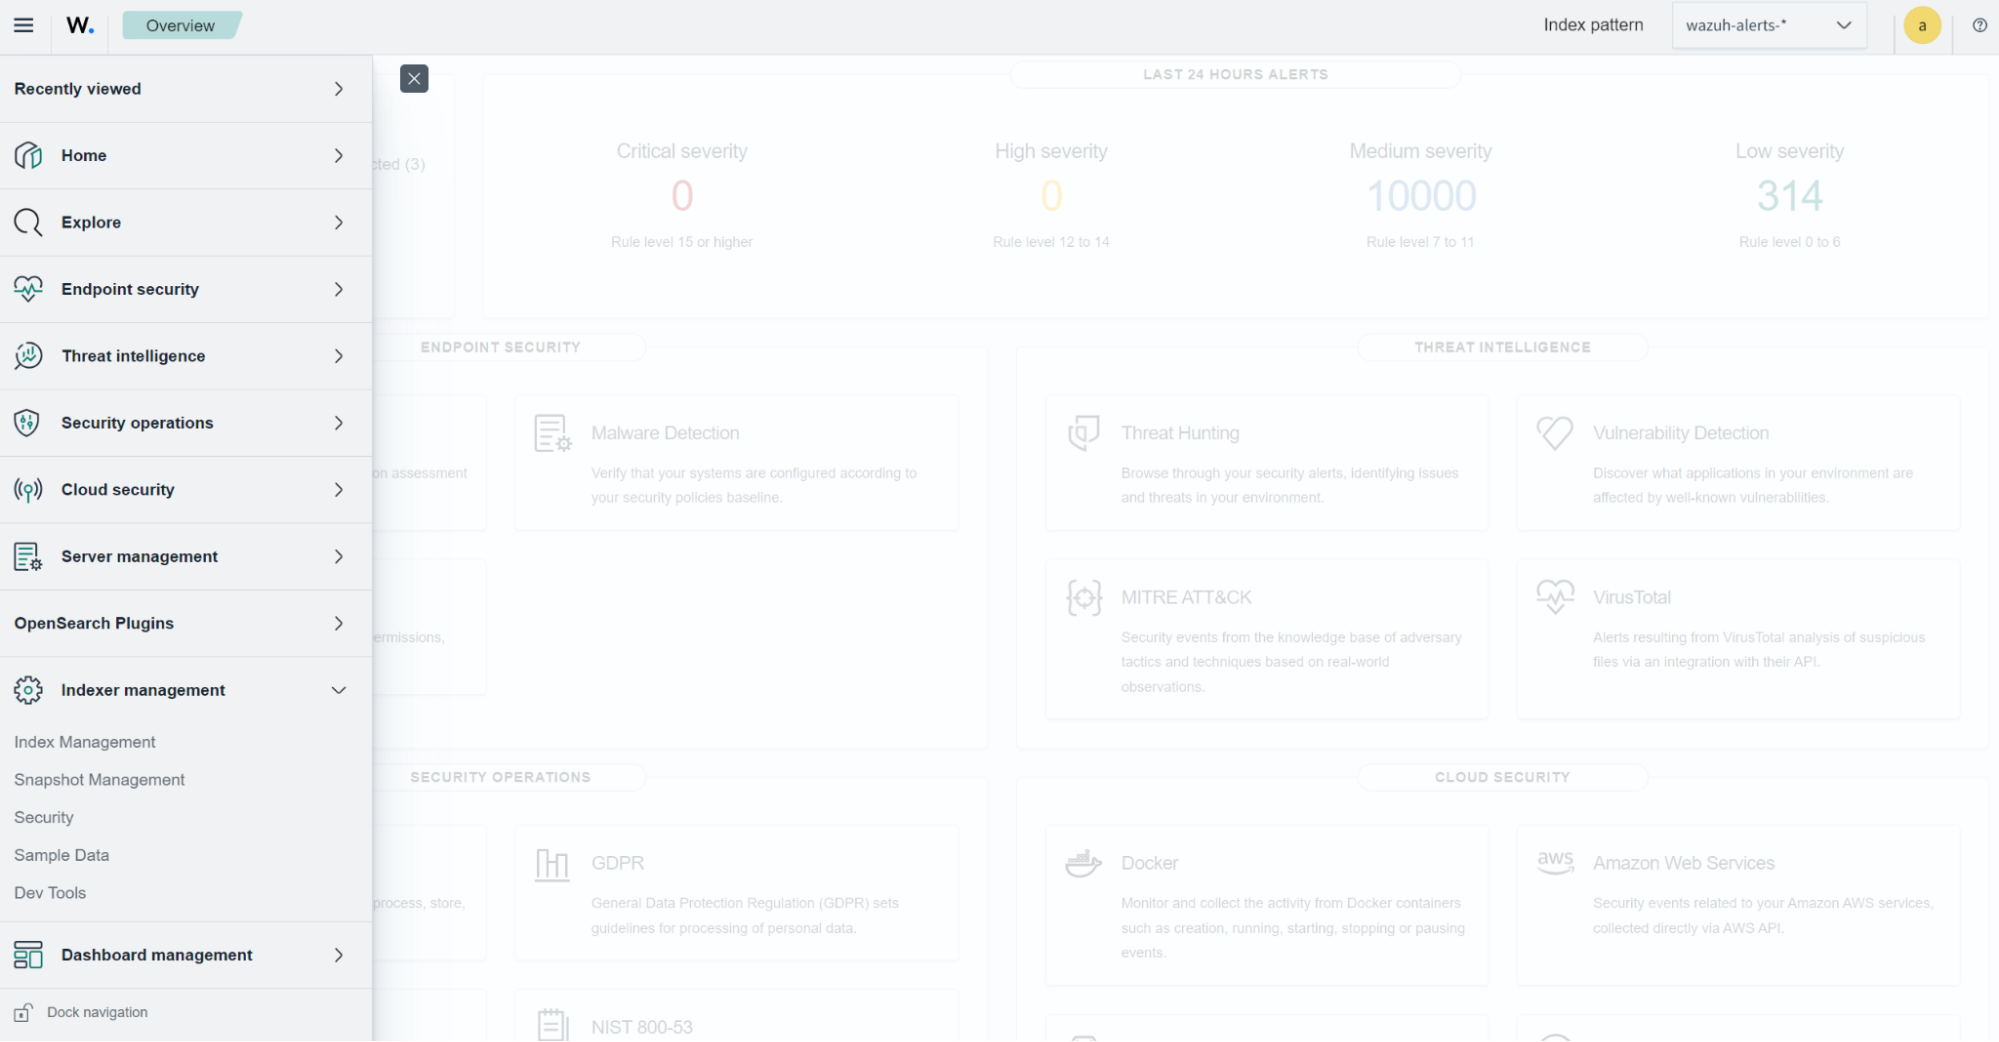 W.
Overview
Index pattern
wazuh-alerts-*
a
Recently viewed
Home
Explore
Endpoint security
Threat intelligence
Security operations
Cloud security
Server management
OpenSearch Plugins
Indexer management
Index Management
Snapshot Management
Security
Sample Data
Dev Tools
Dashboard management
Dock navigation
cted (3)
LAST 24 HOURS ALERTS
Critical severity
0
Rule level 15 or higher
High severity
0
Rule level 12 to 14
Medium severity
10000
Rule level 7 to 11
Low severity
314
Rule level 0 to 6
ENDPOINT SECURITY
on assessment
Malware Detection
Verify that your systems are configured according to
your security policies baseline.
ermissions,
THREAT INTELLIGENCE
Threat Hunting
Browse through your security alerts, identifying issues
and threats in your environment.
Vulnerability Detection
Discover what applications in your environment are
affected by well-known vulnerabilities.
MITRE ATT&CK
Security events from the knowledge base of adversary
tactics and techniques based on real-world
observations.
VirusTotal
Alerts resulting from VirusTotal analysis of suspicious
files via an integration with their API.
SECURITY OPERATIONS
process, store,
GDPR
General Data Protection Regulation (GDPR) sets
guidelines for processing of personal data.
NIST 800-53
CLOUD SECURITY
Docker
Monitor and collect the activity from Docker containers
such as creation, running, starting, stopping or pausing
events.
aws
Amazon Web Services
Security events related to your Amazon AWS services,
collected directly via AWS API.